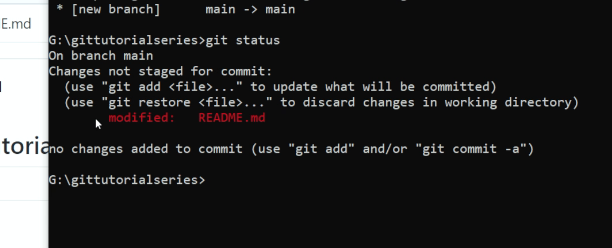 * [new branch]      main -> main
E.md
G:\gittutorialseries>git status
On branch main
Changes not staged for commit:
  (use "git add <file>..." to update what will be committed)
  (use "git restore <file>..." to discard changes in working directory)
        modified:   README.md
toria
no changes added to commit (use "git add" and/or "git commit -a")
G:\gittutorialseries>